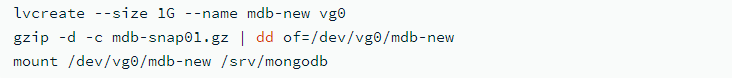 lvcreate --size 1G --name mdb-new vg0
gzip -d -c mdb-snap01.gz | dd of=/dev/vg0/mdb-new
mount /dev/vg0/mdb-new /srv/mongodb